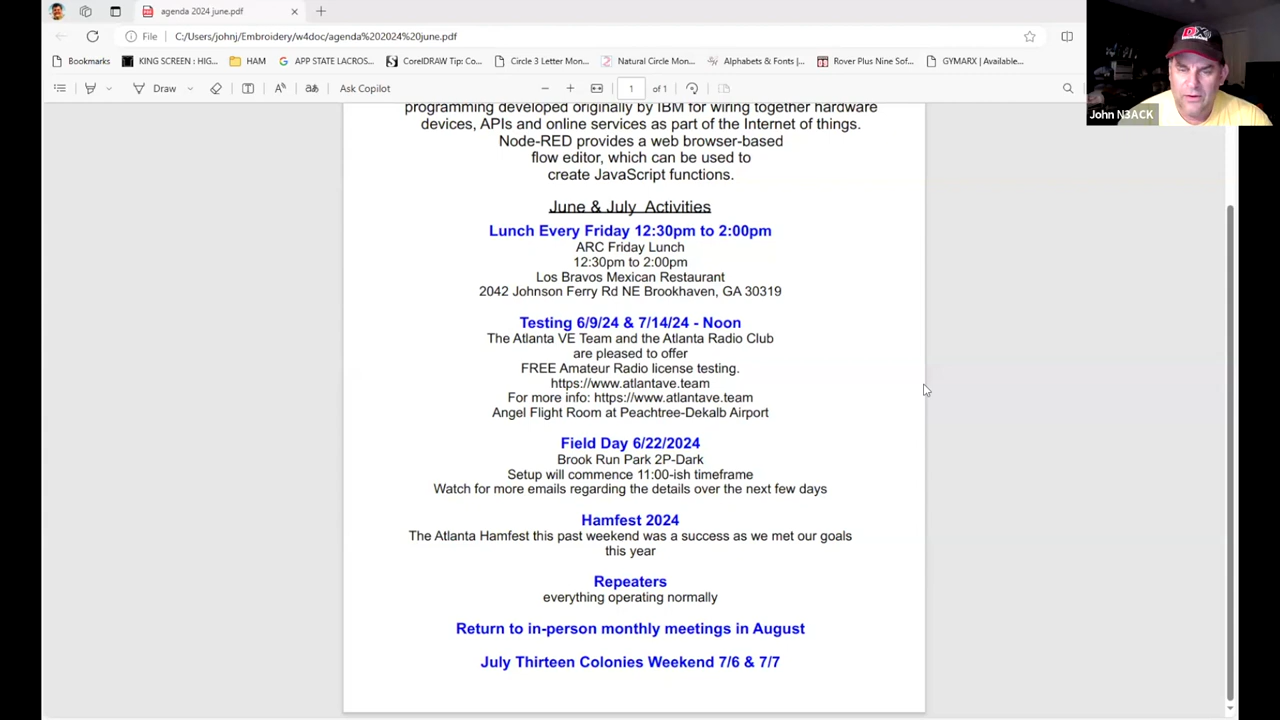 agenda 2024 june.pdf
File
C:/Users/johnj/Embroidery/w4doc/agenda%202024%20june.pdf
Bookmarks
KING SCREEN : HIG...
HAM
APP STATE LACROS...
CorelDRAW Tip: Co...
Circle 3 Letter Mon...
Natural Circle Mon...
Alphabets & Fonts |...
Rover Plus Nine Sof...
GYMARX | Available...
Draw
Ask Copilot
1 of 1
DX
John N3ACK
programming developed originally by IBM for wiring together hardware
devices, APIs and online services as part of the Internet of things.
Node-RED provides a web browser-based
flow editor, which can be used to
create JavaScript functions.
June & July Activities
Lunch Every Friday 12:30pm to 2:00pm
ARC Friday Lunch
12:30pm to 2:00pm
Los Bravos Mexican Restaurant
2042 Johnson Ferry Rd NE Brookhaven, GA 30319
Testing 6/9/24 & 7/14/24 - Noon
The Atlanta VE Team and the Atlanta Radio Club
are pleased to offer
FREE Amateur Radio license testing.
https://www.atlantave.team
For more info: https://www.atlantave.team
Angel Flight Room at Peachtree-Dekalb Airport
Field Day 6/22/2024
Brook Run Park 2P-Dark
Setup will commence 11:00-ish timeframe
Watch for more emails regarding the details over the next few days
Hamfest 2024
The Atlanta Hamfest this past weekend was a success as we met our goals
this year
Repeaters
everything operating normally
Return to in-person monthly meetings in August
July Thirteen Colonies Weekend 7/6 & 7/7